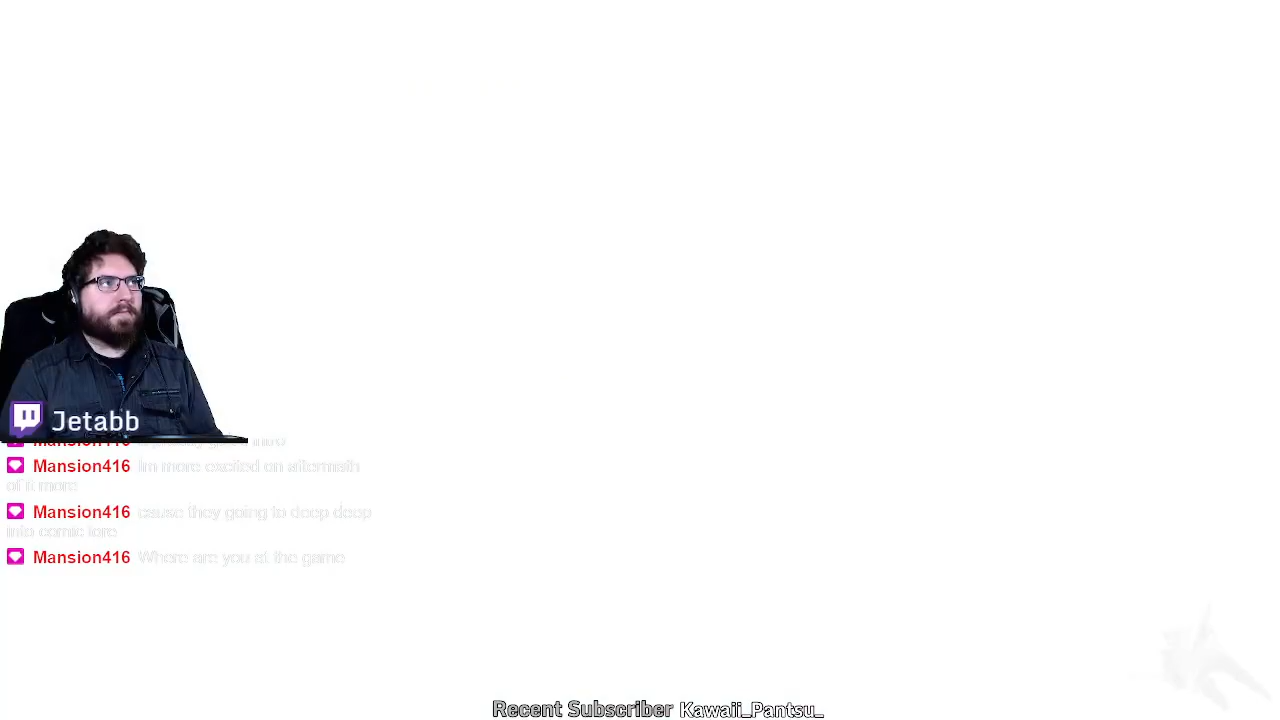 Jetabb
Mansion416 Im more excited on aftermath
of it more
Mansion416 cause they going to deep deep
into comic lore
Mansion416 Where are you at the game
Recent Subscriber Kawaii_Pantsu_